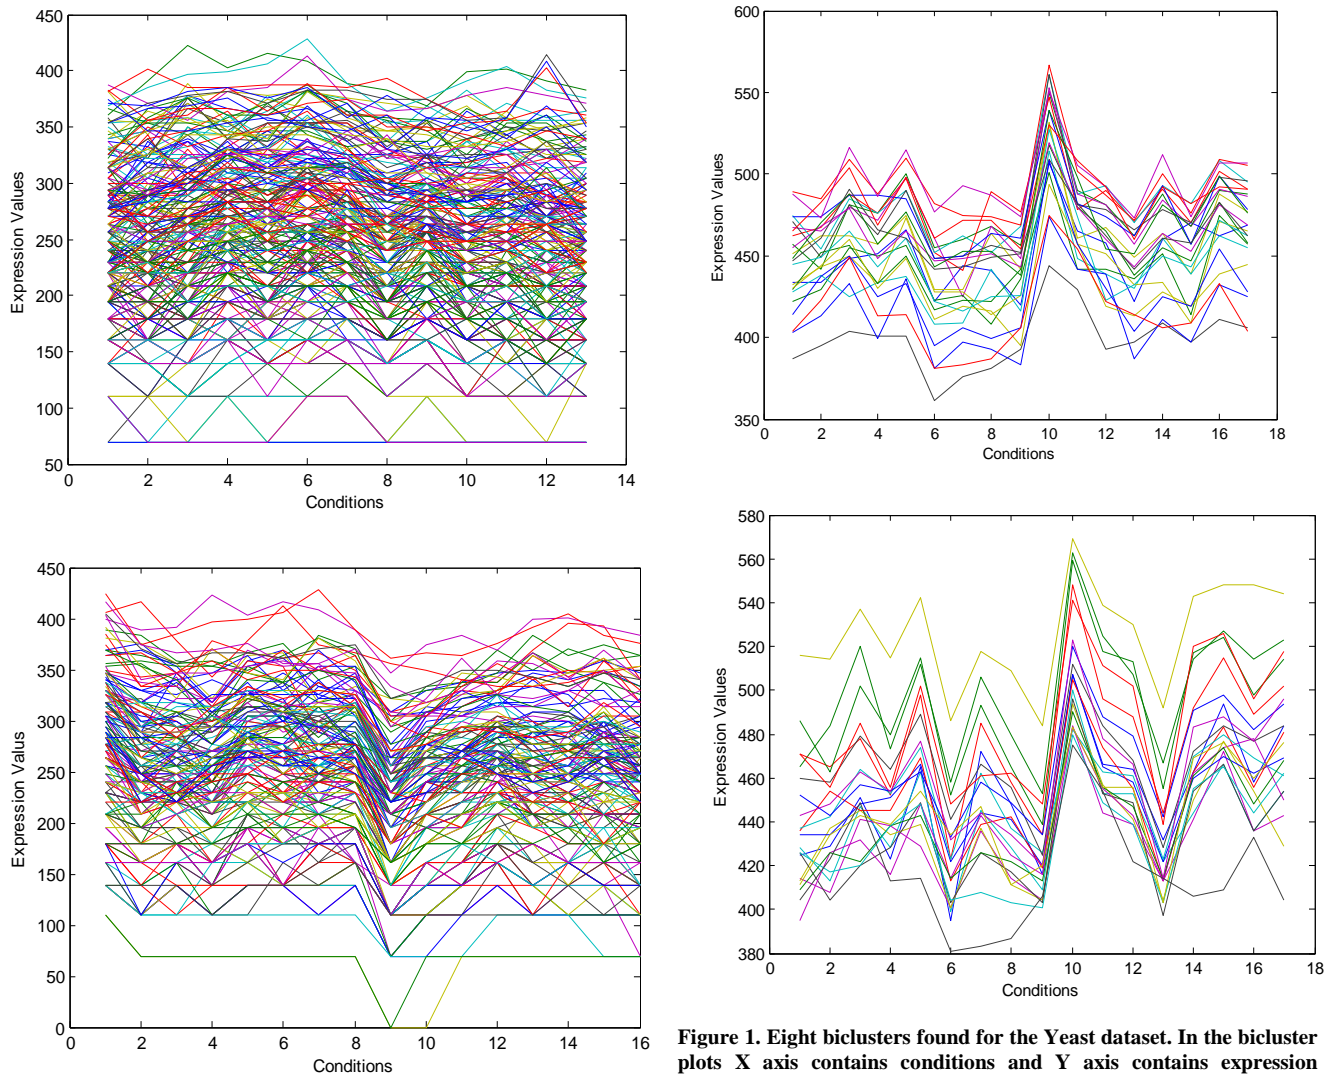 450
400
350
300
250
200
150
100
50
0 2 4 6 8 10 12 14
Expression Values
Conditions
450
400
350
300
250
200
150
100
50
0
0 2 4 6 8 10 12 14 16
Expression Valus
Conditions
600
550
500
450
400
350
0 2 4 6 8 10 12 14 16 18
Expression Values
Conditions
580
560
540
520
500
480
460
440
420
400
380
0 2 4 6 8 10 12 14 16 18
Expression Values
Conditions
Figure 1. Eight biclusters found for the Yeast dataset. In the bicluster
plots X axis contains conditions and Y axis contains expression